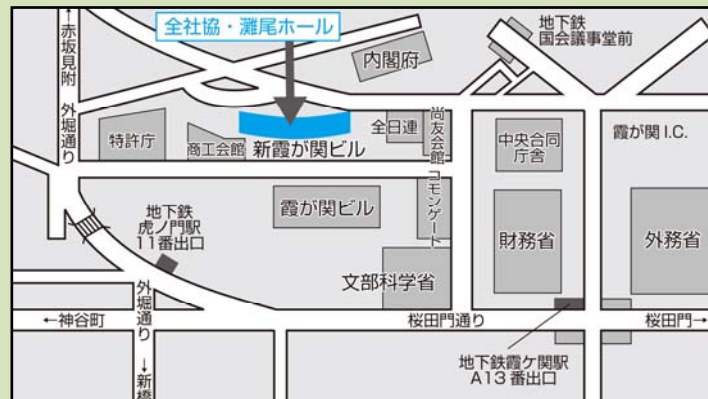 ←赤坂見附
外堀通り
全社協・灘尾ホール
地下鉄
国会議事堂前
内閣府
特許庁
商工会館
新霞が関ビル
全日連
尚友会館
中央合同
庁舎
霞が関 I.C.
地下鉄
虎ノ門駅
11番出口
霞が関ビル
コモンゲート
文部科学省
財務省
外務省
←神谷町
外堀通り
→新橋
桜田門通り
桜田門→
地下鉄霞ケ関駅
A13番出口